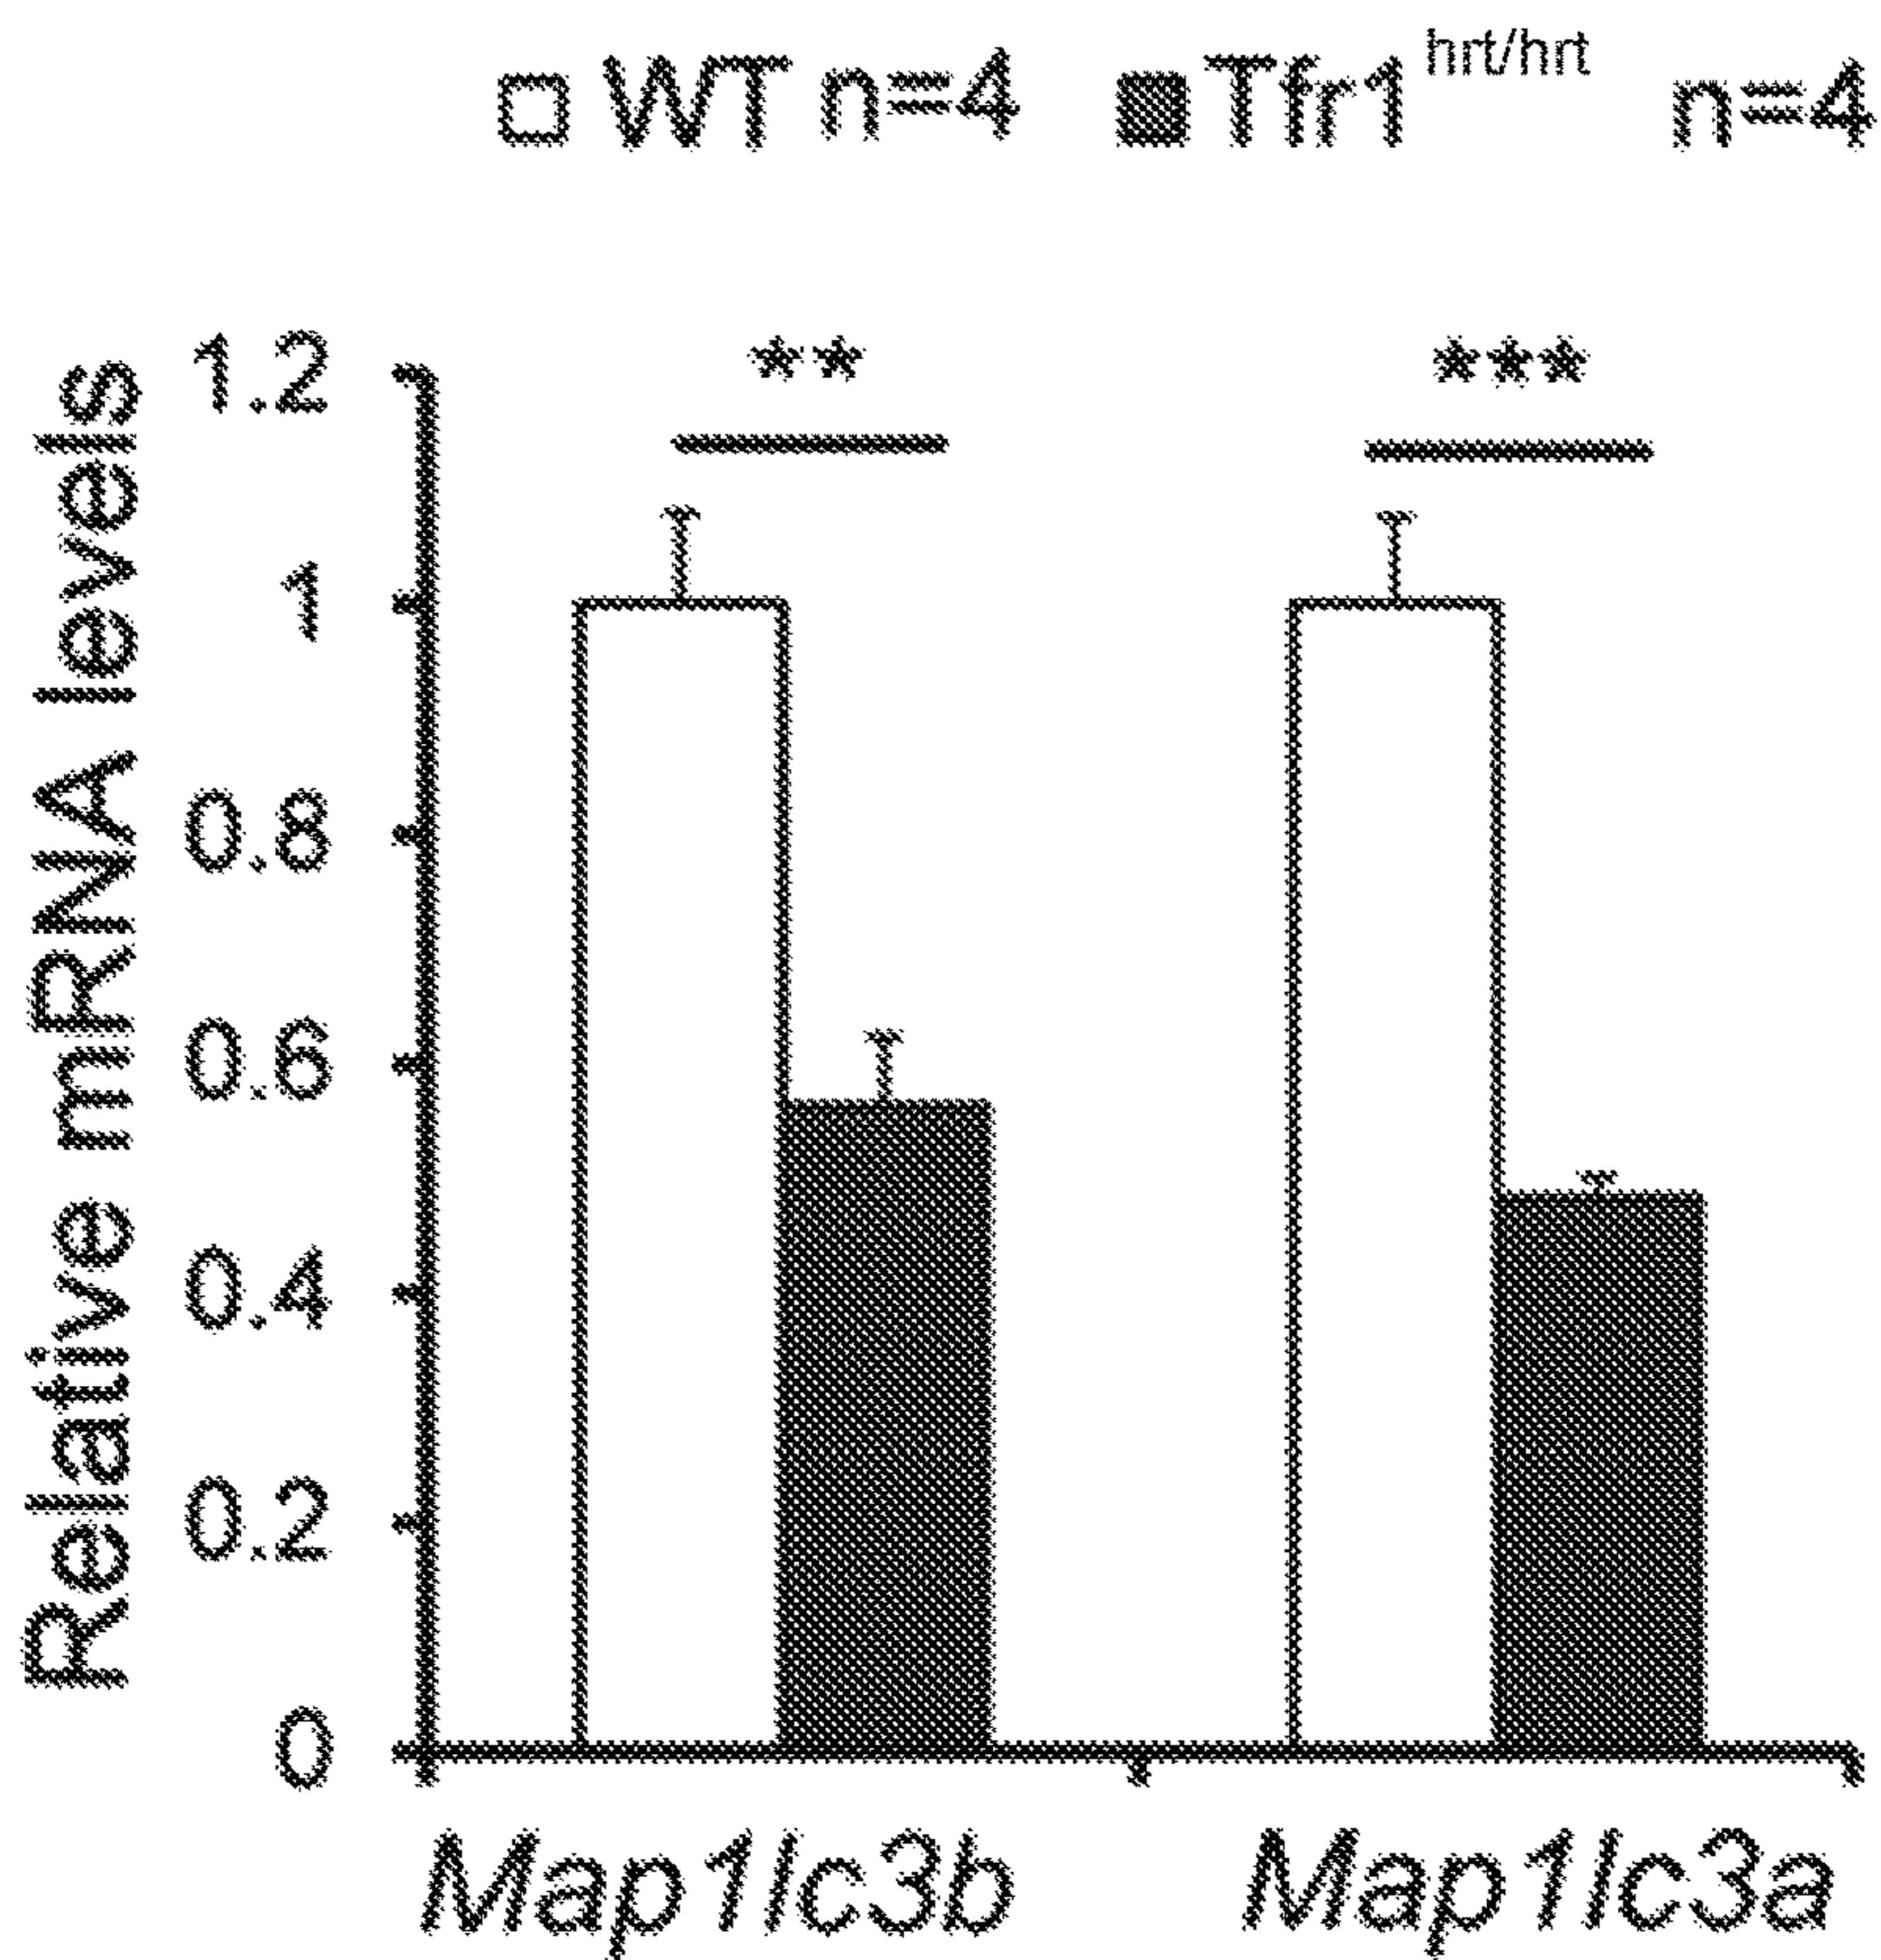 WT n=4 Tfr1 hrt/hrt n=4
** ***
Relative mRNA levels
1.2
1
0.8
0.6
0.4
0.2
0
Map1lc3b Map1lc3a